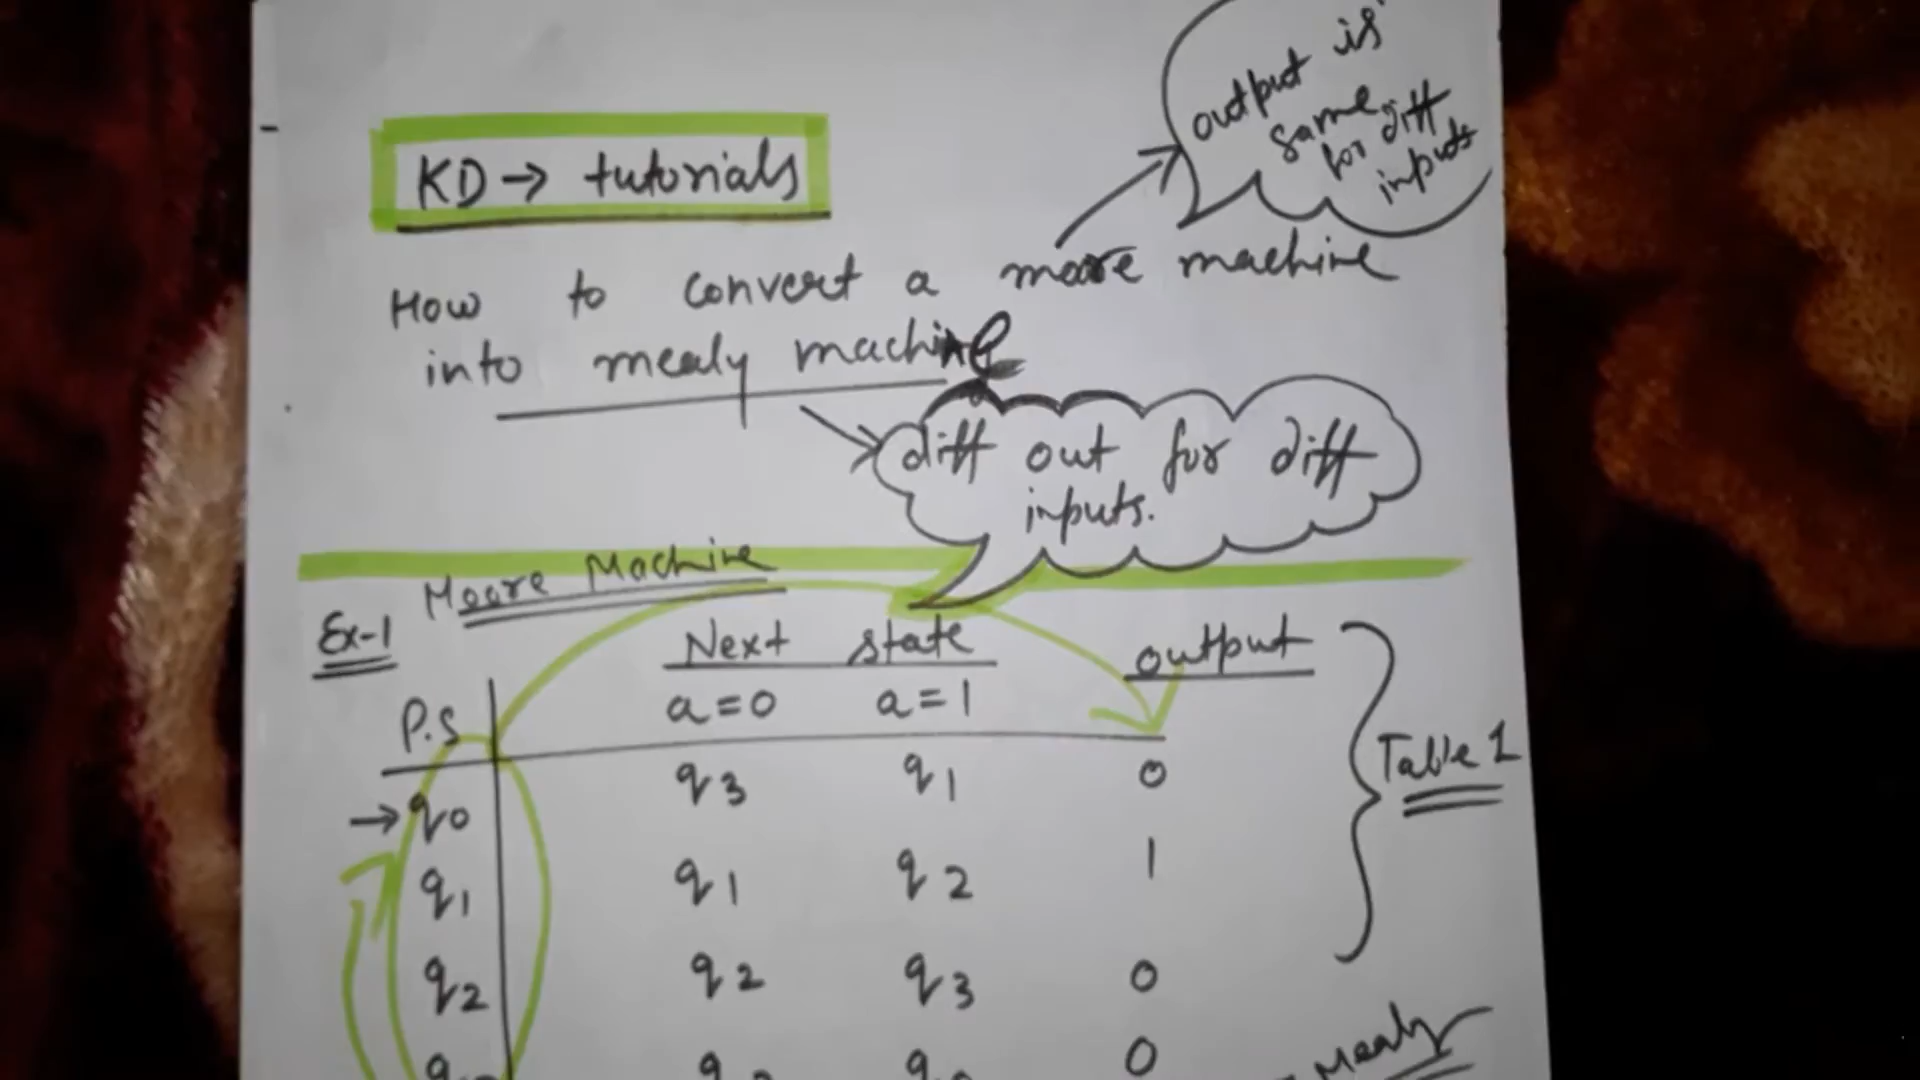 output is
same
for diff
inputs
KD → tutorials
How to convert a moore machine
into mealy machine
diff out for diff
inputs.
Moore Machine
Ex-1
Next state output
P.S a=0 a=1
→ q0 q3 q1 0
q1 q1 q2 1
q2 q2 q3 0
0
Table 1
Mealy